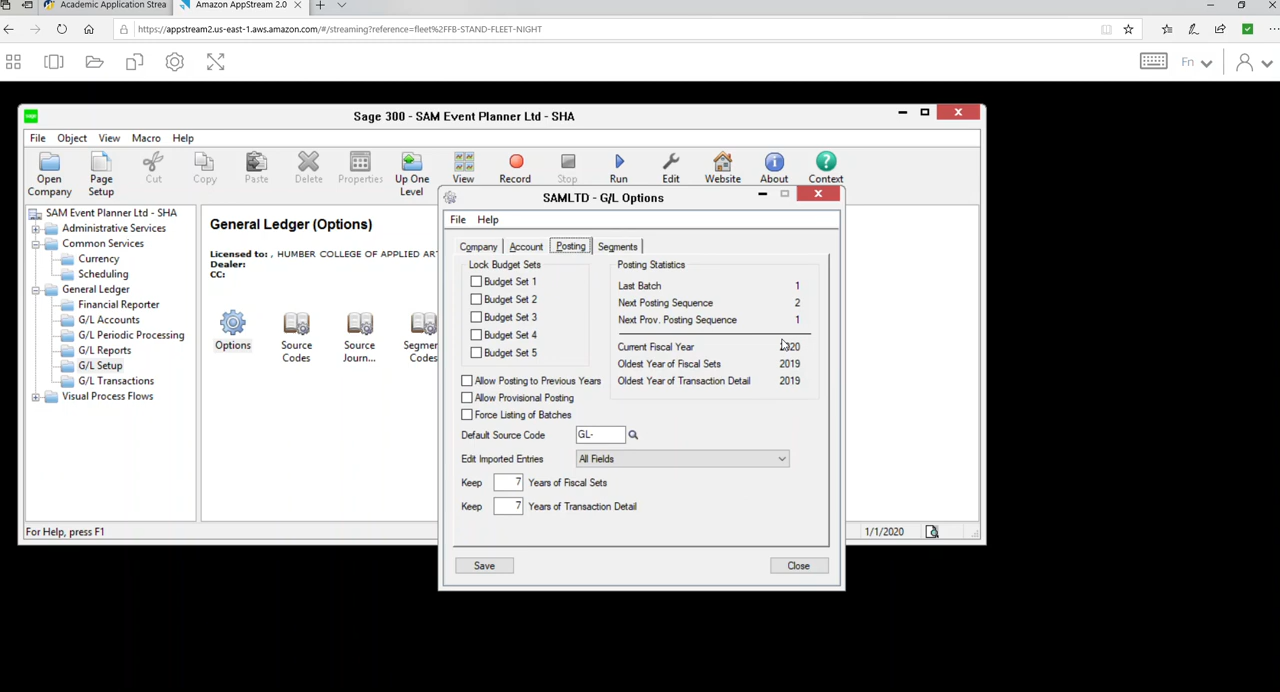 Academic Application Strea
Amazon AppStream 2.0
https://appstream2.us-east-1.aws.amazon.com/#/streaming?reference=fleet%2FFB-STAND-FLEET-NIGHT
Fn
sage
Sage 300 - SAM Event Planner Ltd - SHA
File Object View Macro Help
Open Company
Page Setup
Cut
Copy
Paste
Delete
Properties
Up One Level
View
Record
Stop
Run
Edit
Website
About
Context
SAM Event Planner Ltd - SHA
Administrative Services
Common Services
Currency
Scheduling
General Ledger
Financial Reporter
G/L Accounts
G/L Periodic Processing
G/L Reports
G/L Setup
G/L Transactions
Visual Process Flows
General Ledger (Options)
Licensed to: , HUMBER COLLEGE OF APPLIED AR
Dealer:
CC:
Options
Source Codes
Source Journ...
Segmen Codes
SAMLTD - G/L Options
File Help
Company Account Posting Segments
Lock Budget Sets
Budget Set 1
Budget Set 2
Budget Set 3
Budget Set 4
Budget Set 5
Posting Statistics
Last Batch 1
Next Posting Sequence 2
Next Prov. Posting Sequence 1
Current Fiscal Year 2020
Oldest Year of Fiscal Sets 2019
Oldest Year of Transaction Detail 2019
Allow Posting to Previous Years
Allow Provisional Posting
Force Listing of Batches
Default Source Code GL-
Edit Imported Entries All Fields
Keep 7 Years of Fiscal Sets
Keep 7 Years of Transaction Detail
Save Close
For Help, press F1
1/1/2020